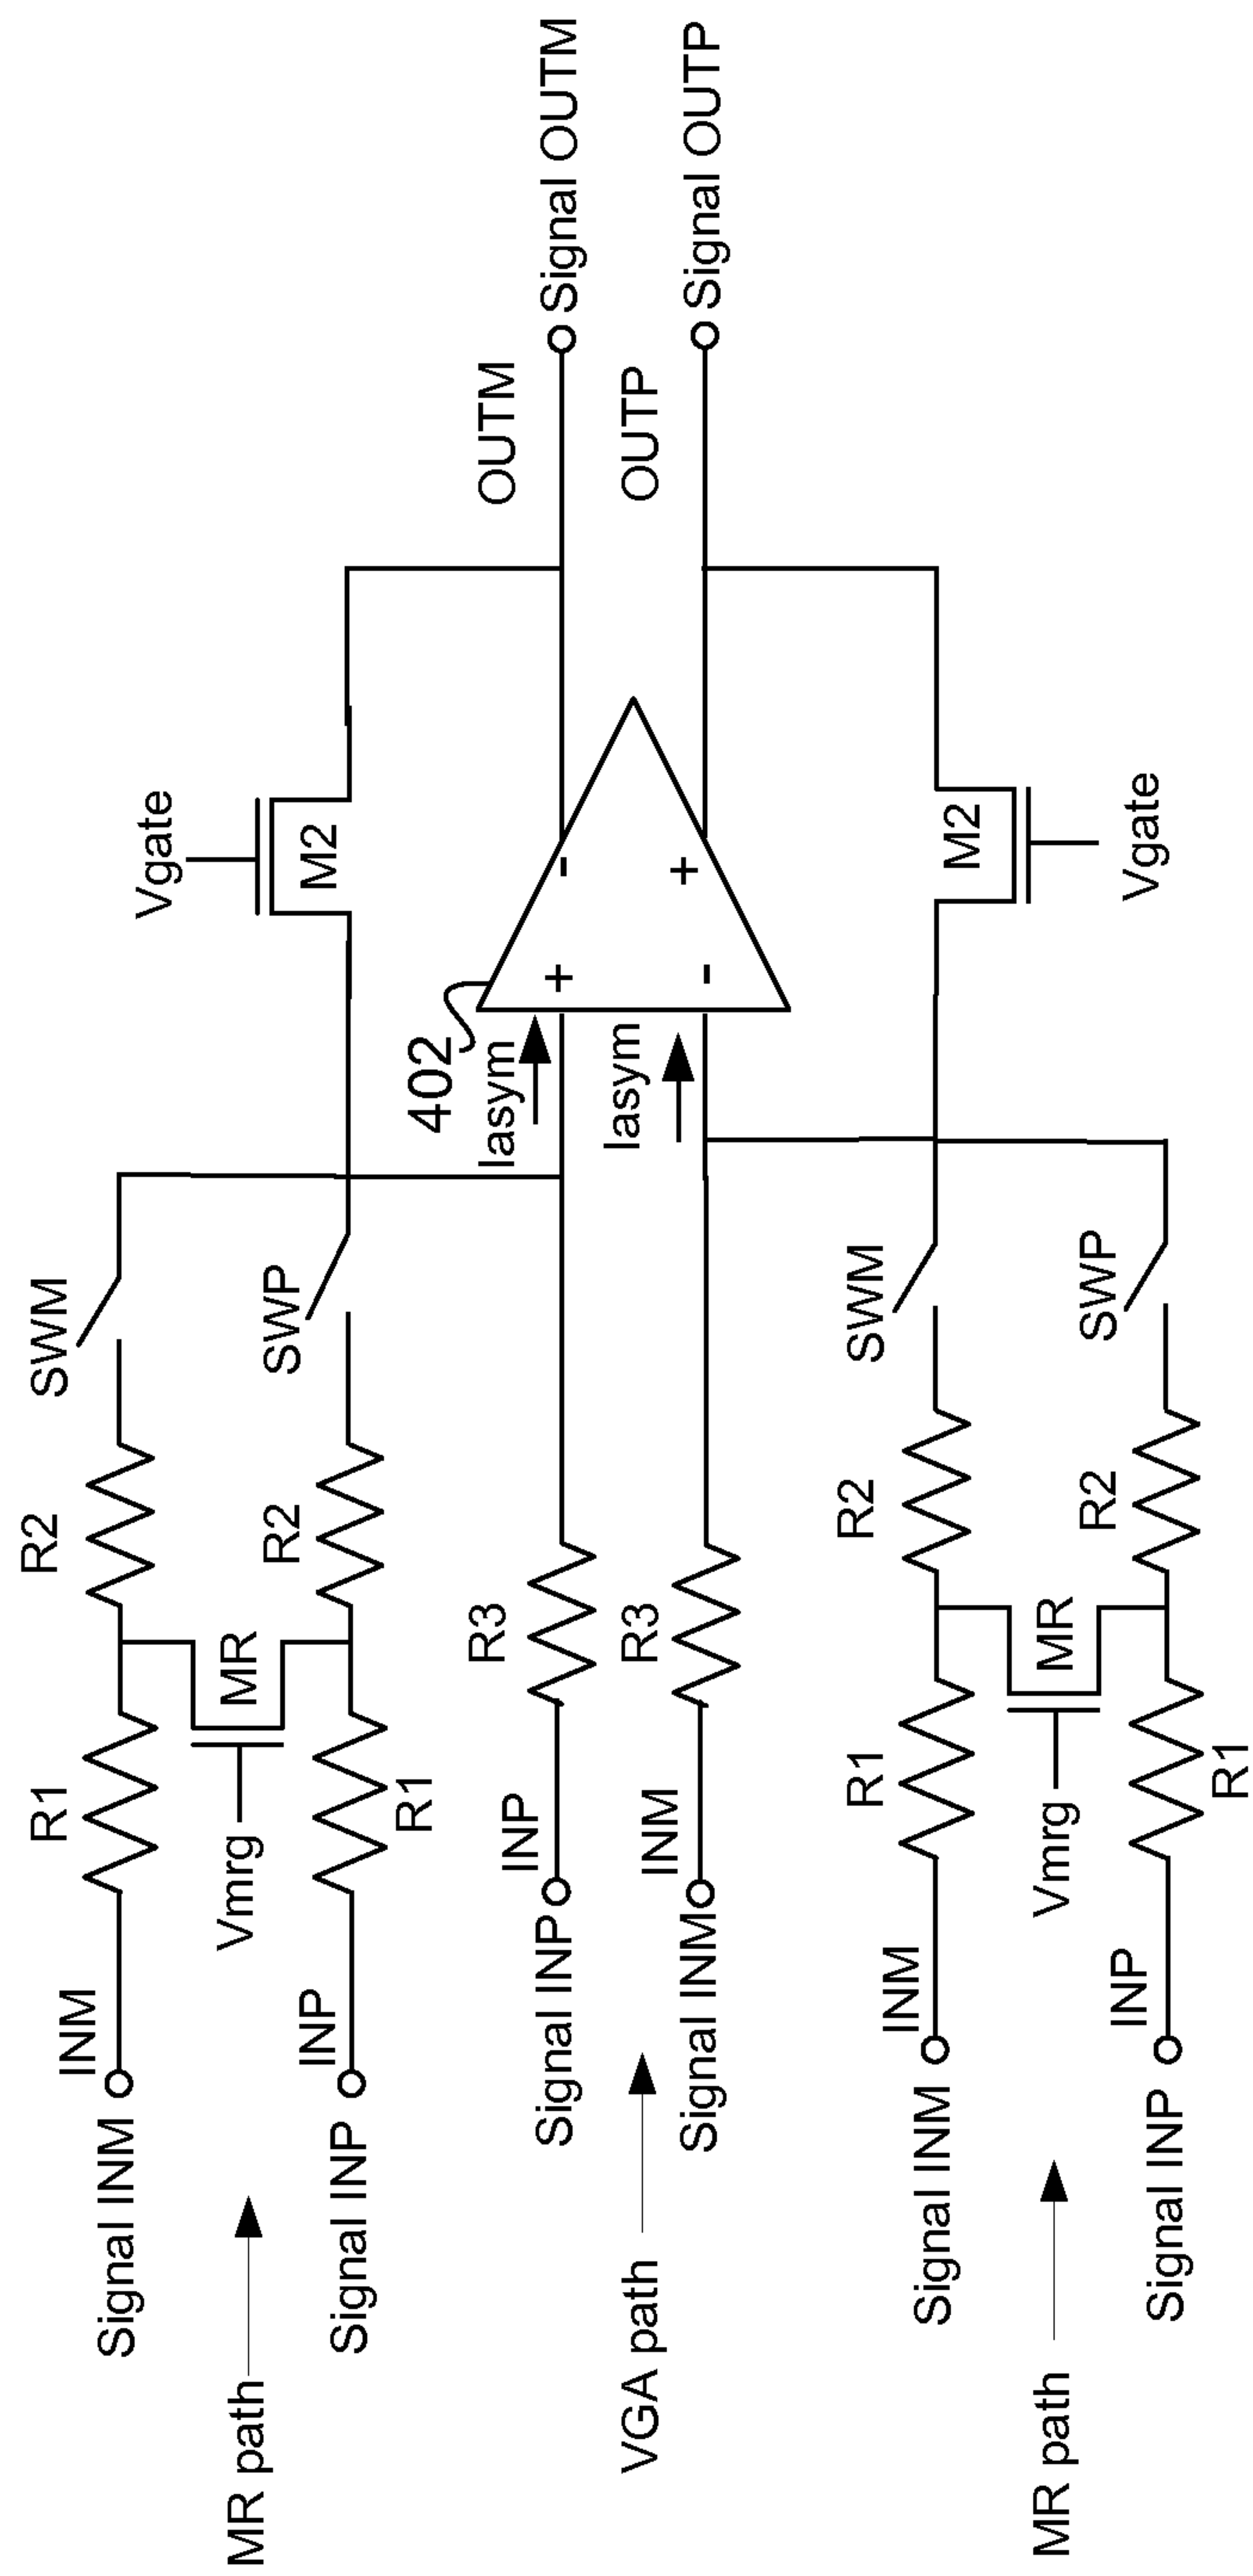 INM
R1
R2
SWM
Signal INM
Vgate
MR path
Vmrg
MR
R2
SWP
M2
INP
Signal INP
R1
402
R3
Iasym
OUTM
INP
Signal INP
+
-
Signal OUTM
VGA path
R3
Iasym
OUTP
INM
Signal INM
-
+
Signal OUTP
INM
R1
R2
SWM
Signal INM
M2
MR path
Vmrg
MR
R2
SWP
Vgate
INP
Signal INP
R1